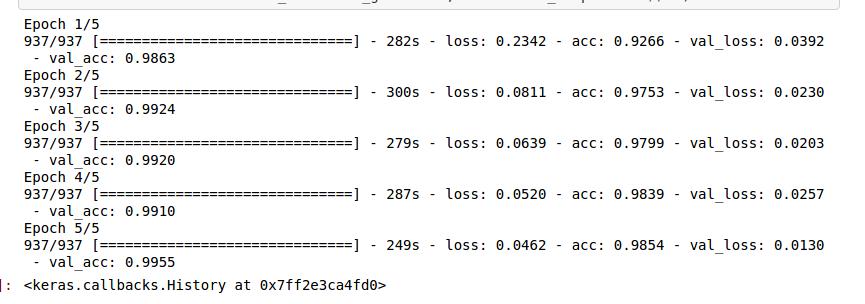 Epoch 1/5
937/937 [==============================] - 282s - loss: 0.2342 - acc: 0.9266 - val_loss: 0.0392
- val_acc: 0.9863
Epoch 2/5
937/937 [==============================] - 300s - loss: 0.0811 - acc: 0.9753 - val_loss: 0.0230
- val_acc: 0.9924
Epoch 3/5
937/937 [==============================] - 279s - loss: 0.0639 - acc: 0.9799 - val_loss: 0.0203
- val_acc: 0.9920
Epoch 4/5
937/937 [==============================] - 287s - loss: 0.0520 - acc: 0.9839 - val_loss: 0.0257
- val_acc: 0.9910
Epoch 5/5
937/937 [==============================] - 249s - loss: 0.0462 - acc: 0.9854 - val_loss: 0.0130
- val_acc: 0.9955
]: <keras.callbacks.History at 0x7ff2e3ca4fd0>